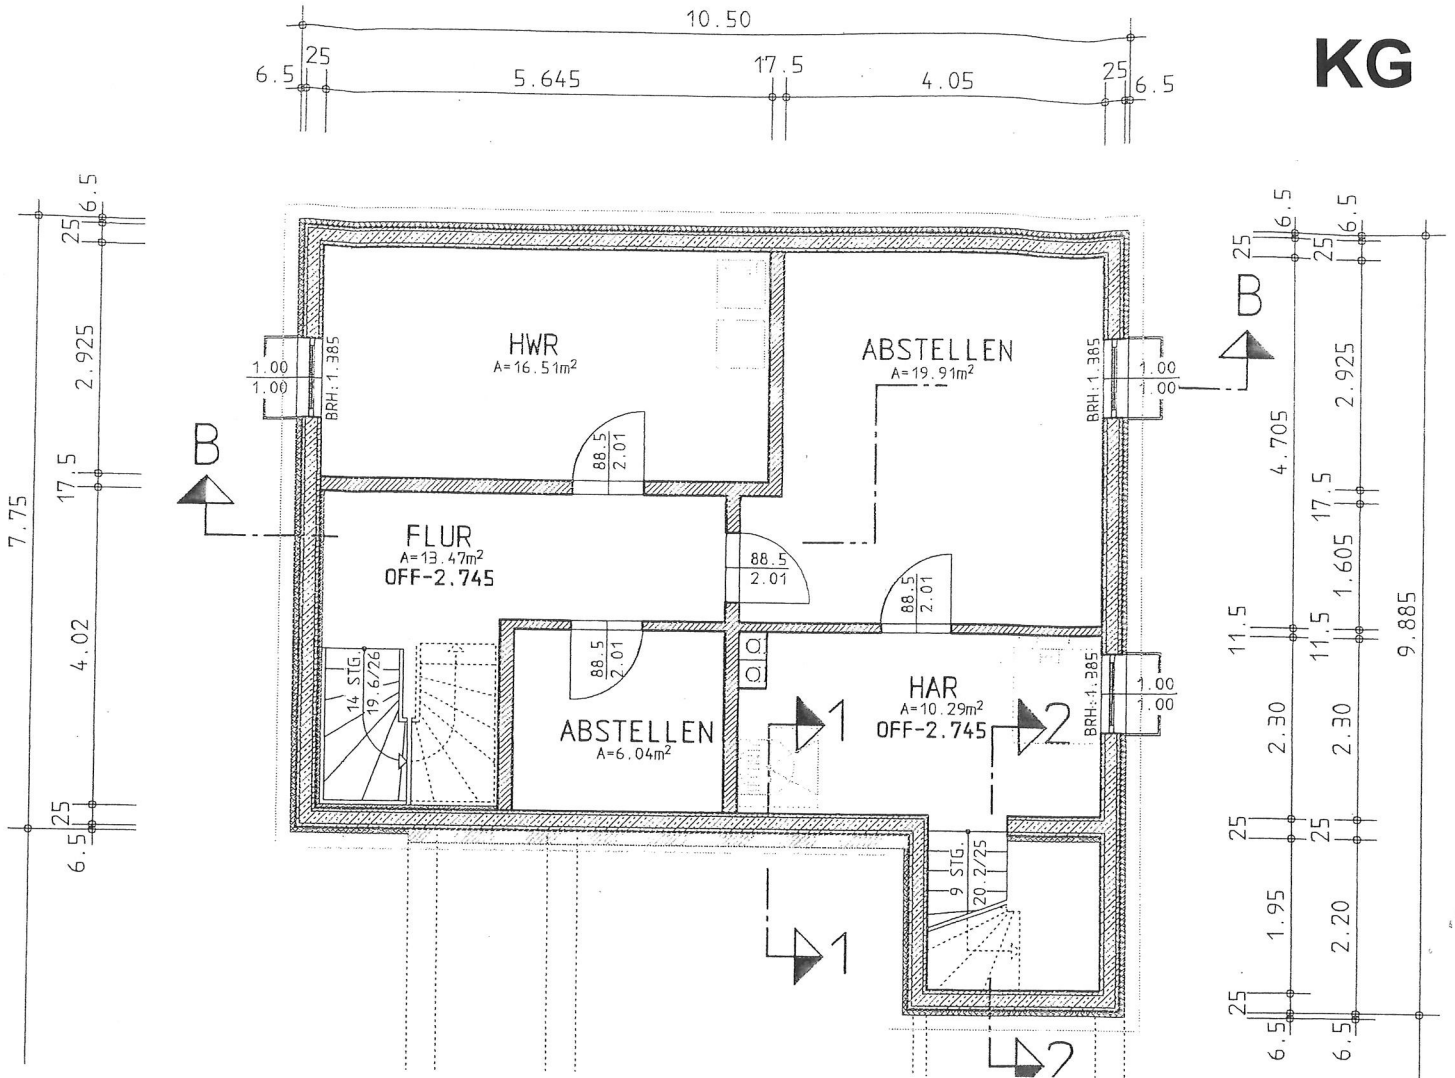 10.50
KG
6.5
25
5.645
17.5
4.05
25
6.5
6.5
25
2.925
17.5
4.02
25
6.5
7.75
HWR
A=16.51m²
ABSTELLEN
A=19.91m²
1.00
1.00
BRH:1.385
BRH:1.385
1.00
1.00
B
B
88.5
2.01
FLUR
A=13.47m²
OFF-2.745
88.5
2.01
88.5
2.01
88.5
2.01
14 STG.
19.6/26
ABSTELLEN
A=6.04m²
HAR
A=10.29m²
OFF-2.745
BRH:1.385
1.00
1.00
1
2
9 STG.
20.2/25
1
2
6.5
25
4.705
11.5
2.30
25
1.95
25
6.5
6.5
25
2.925
17.5
1.605
11.5
2.30
25
2.20
6.5
9.885